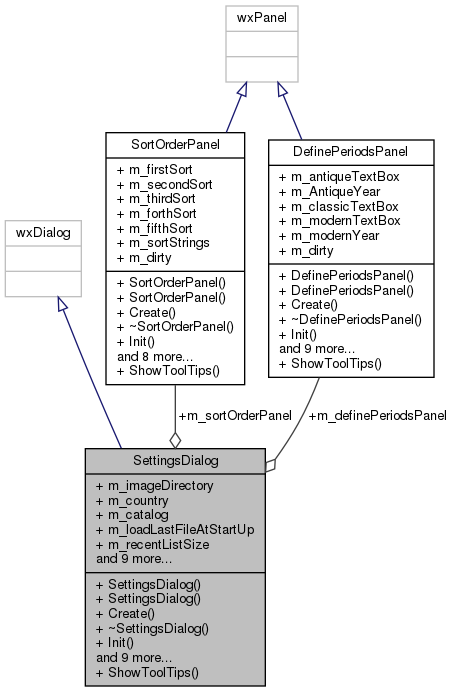 wxPanel
SortOrderPanel
+ m_firstSort
+ m_secondSort
+ m_thirdSort
+ m_forthSort
+ m_fifthSort
+ m_sortStrings
+ m_dirty
+ SortOrderPanel()
+ SortOrderPanel()
+ Create()
+ ~SortOrderPanel()
+ Init()
and 8 more...
+ ShowToolTips()
DefinePeriodsPanel
+ m_antiqueTextBox
+ m_AntiqueYear
+ m_classicTextBox
+ m_modernTextBox
+ m_modernYear
+ m_dirty
+ DefinePeriodsPanel()
+ DefinePeriodsPanel()
+ Create()
+ ~DefinePeriodsPanel()
+ Init()
and 9 more...
+ ShowToolTips()
wxDialog
+m_sortOrderPanel
+m_definePeriodsPanel
SettingsDialog
+ m_imageDirectory
+ m_country
+ m_catalog
+ m_loadLastFileAtStartUp
+ m_recentListSize
and 9 more...
+ SettingsDialog()
+ SettingsDialog()
+ Create()
+ ~SettingsDialog()
+ Init()
and 9 more...
+ ShowToolTips()